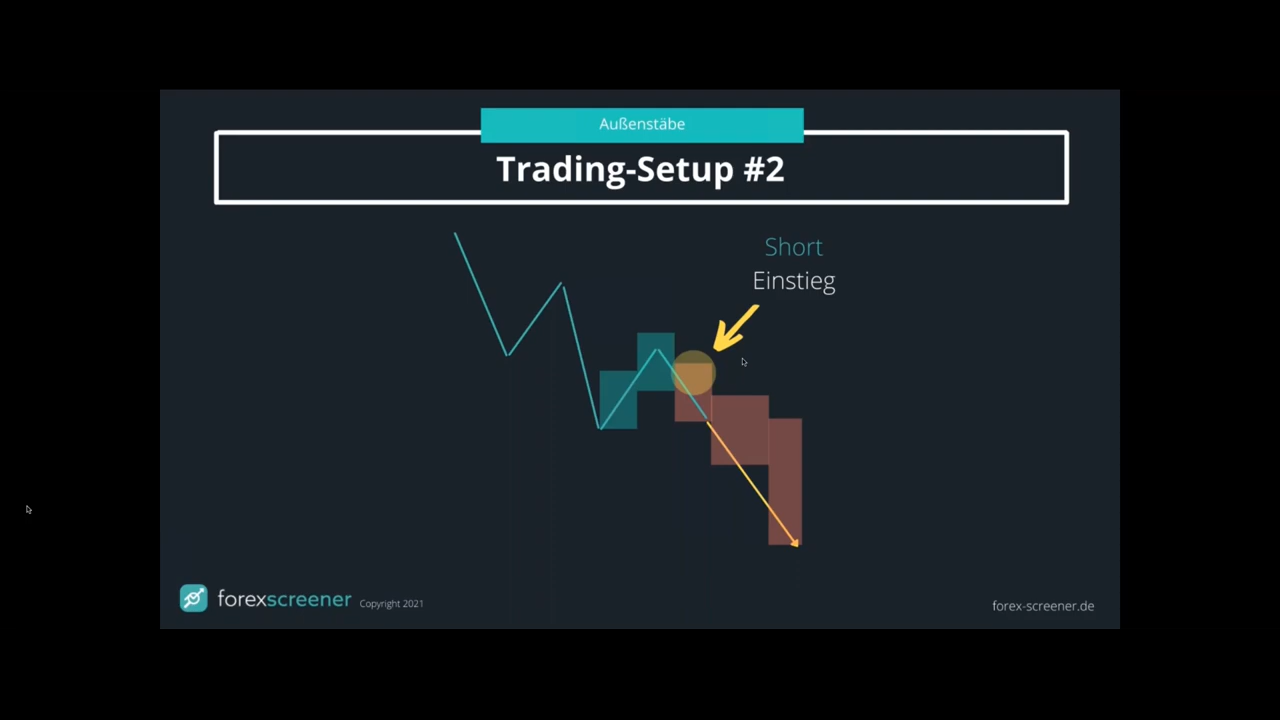 Außenstäbe
Trading-Setup #2
Short
Einstieg
forexscreener Copyright 2021
forex-screener.de